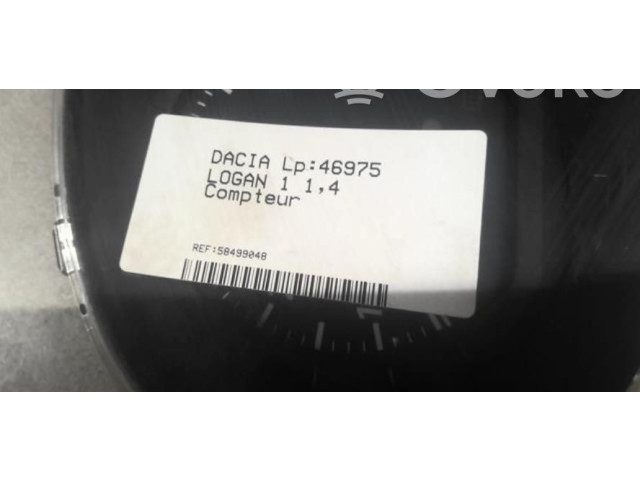 DACIA Lp:46975
LOGAN 1 1,4
Compteur
REF:58499048